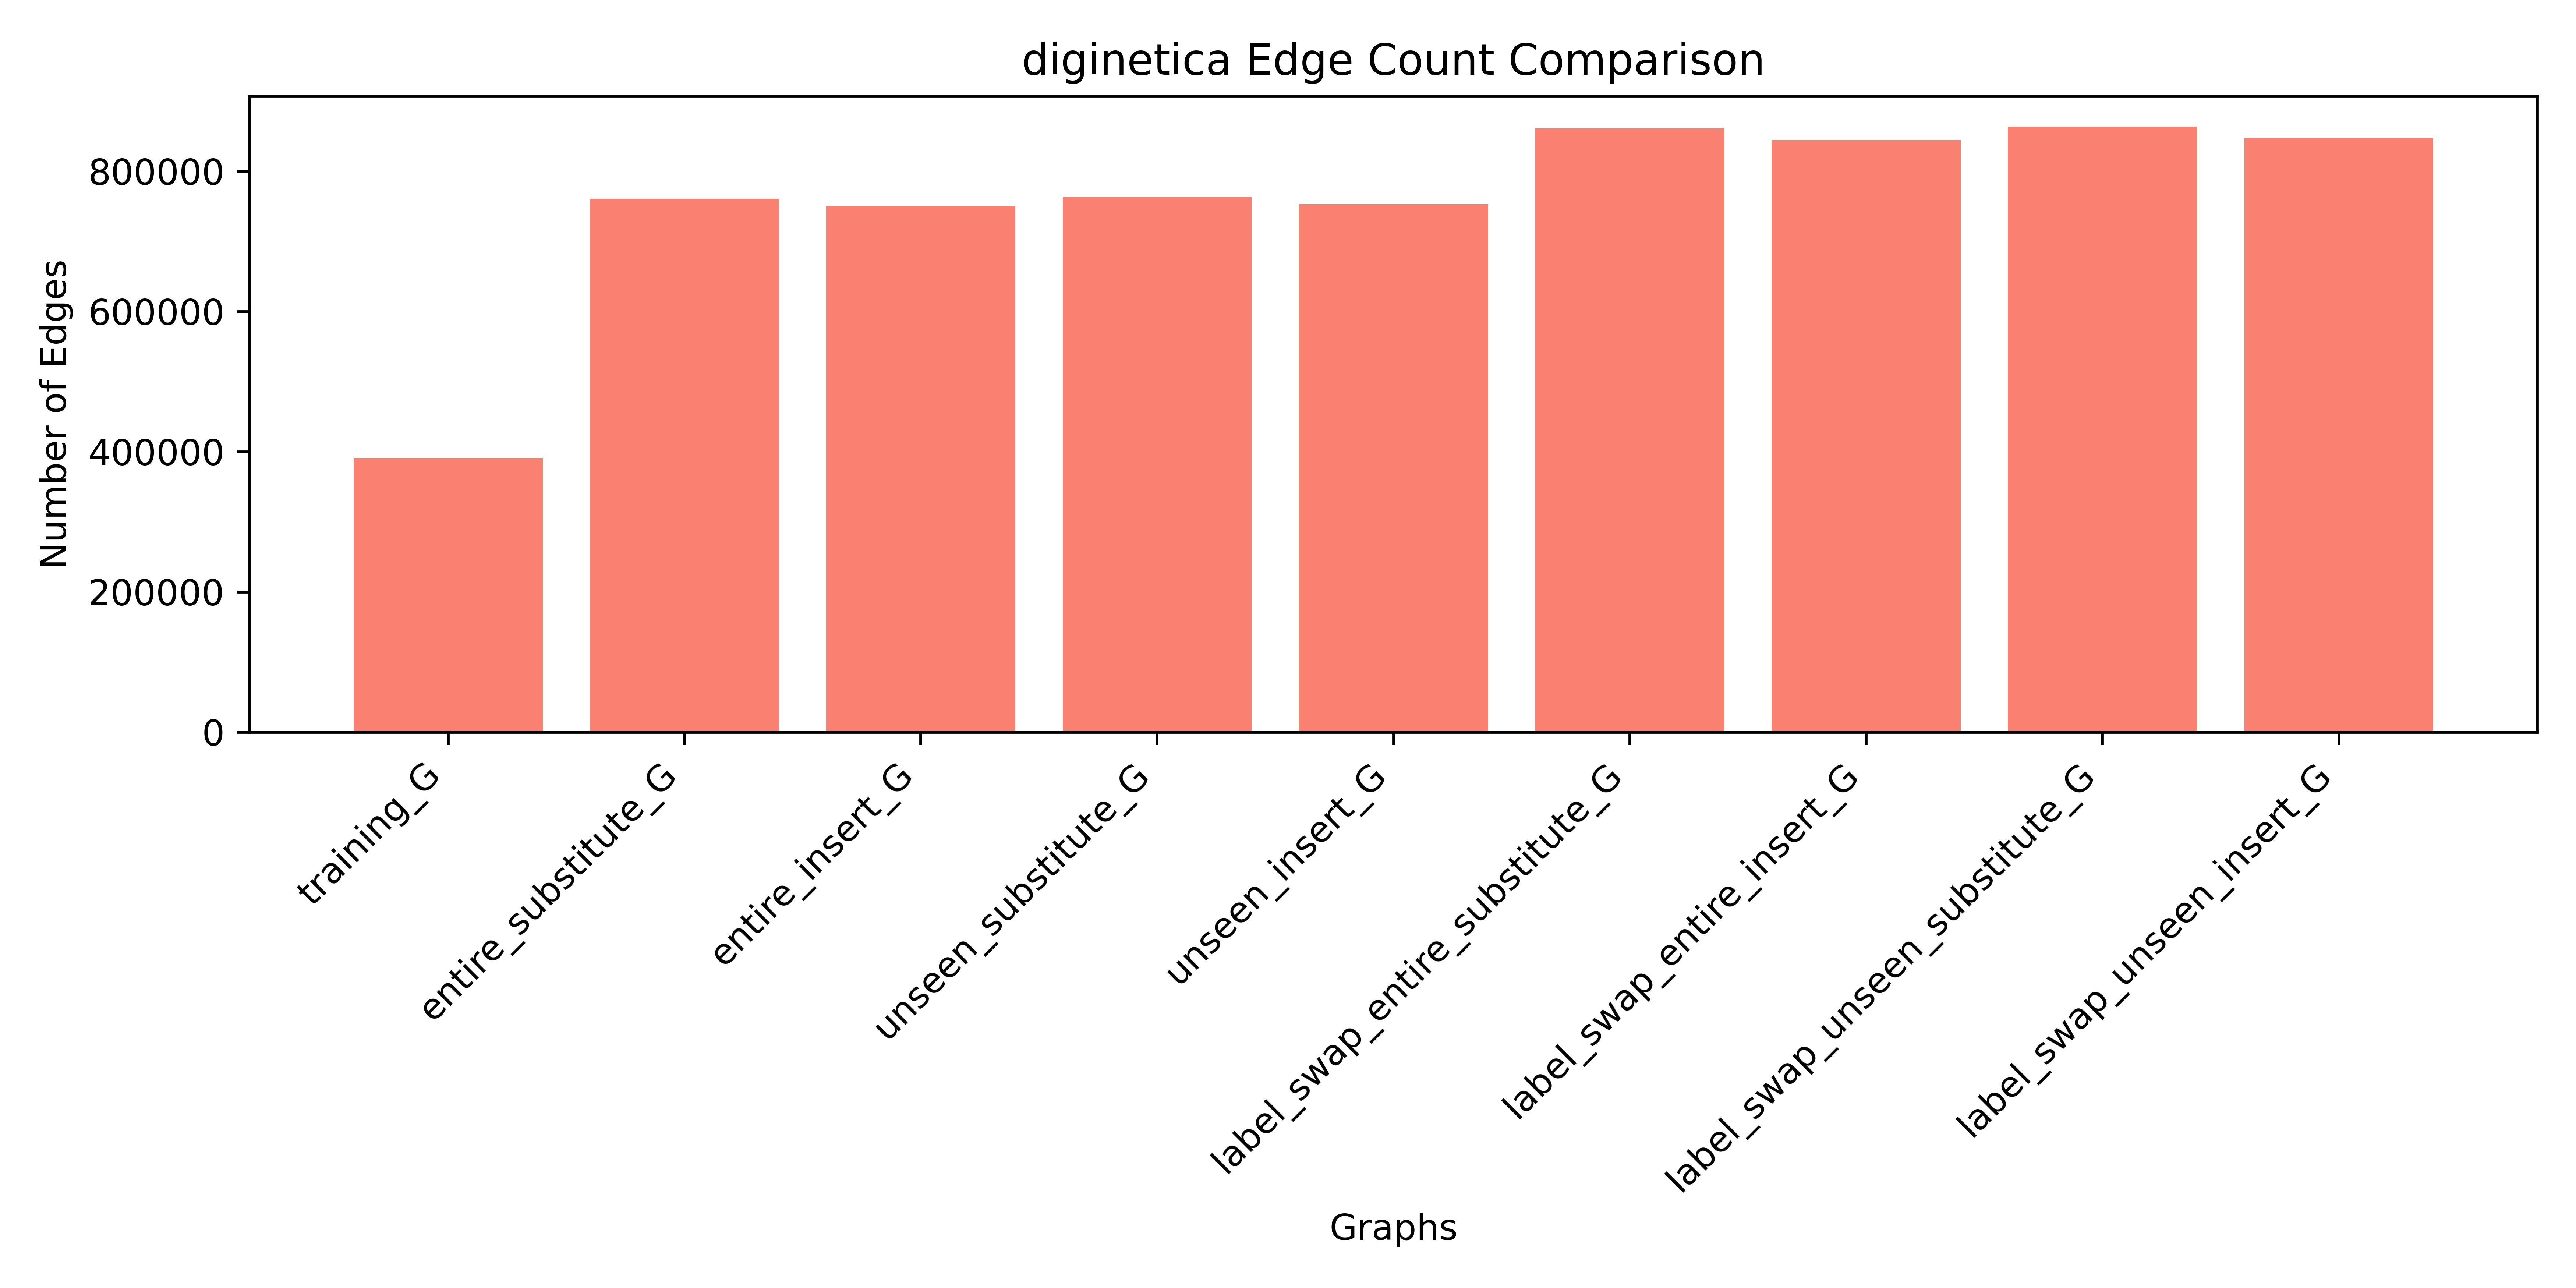 diginetica Edge Count Comparison
Number of Edges
800000
600000
400000
200000
0
training_G
entire_substitute_G
entire_insert_G
unseen_substitute_G
unseen_insert_G
label_swap_entire_substitute_G
label_swap_entire_insert_G
label_swap_unseen_substitute_G
label_swap_unseen_insert_G
Graphs